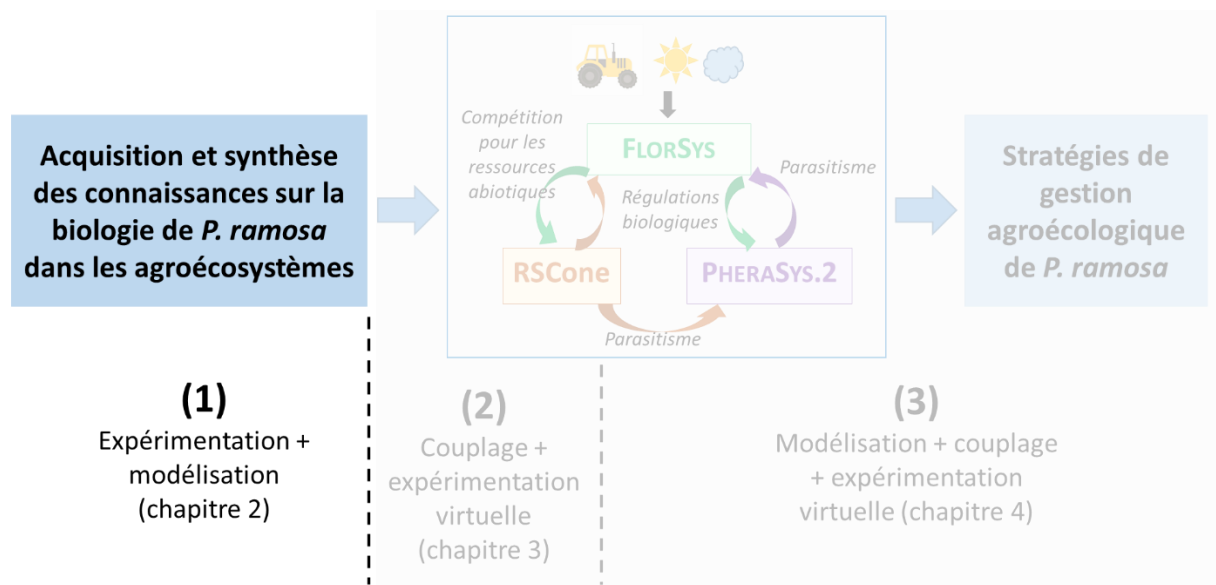 Acquisition et synthèse
des connaissances sur la
biologie de P. ramosa
dans les agroécosystèmes
Compétition
pour les
ressources
abiotiques
FLORSYS
Parasitisme
Régulations
biologiques
RSCone
PHERASYS.2
Parasitisme
Stratégies de
gestion
agroécologique
de P. ramosa
(1)
Expérimentation +
modélisation
(chapitre 2)
(2)
Couplage +
expérimentation
virtuelle
(chapitre 3)
(3)
Modélisation + couplage
+ expérimentation
virtuelle (chapitre 4)